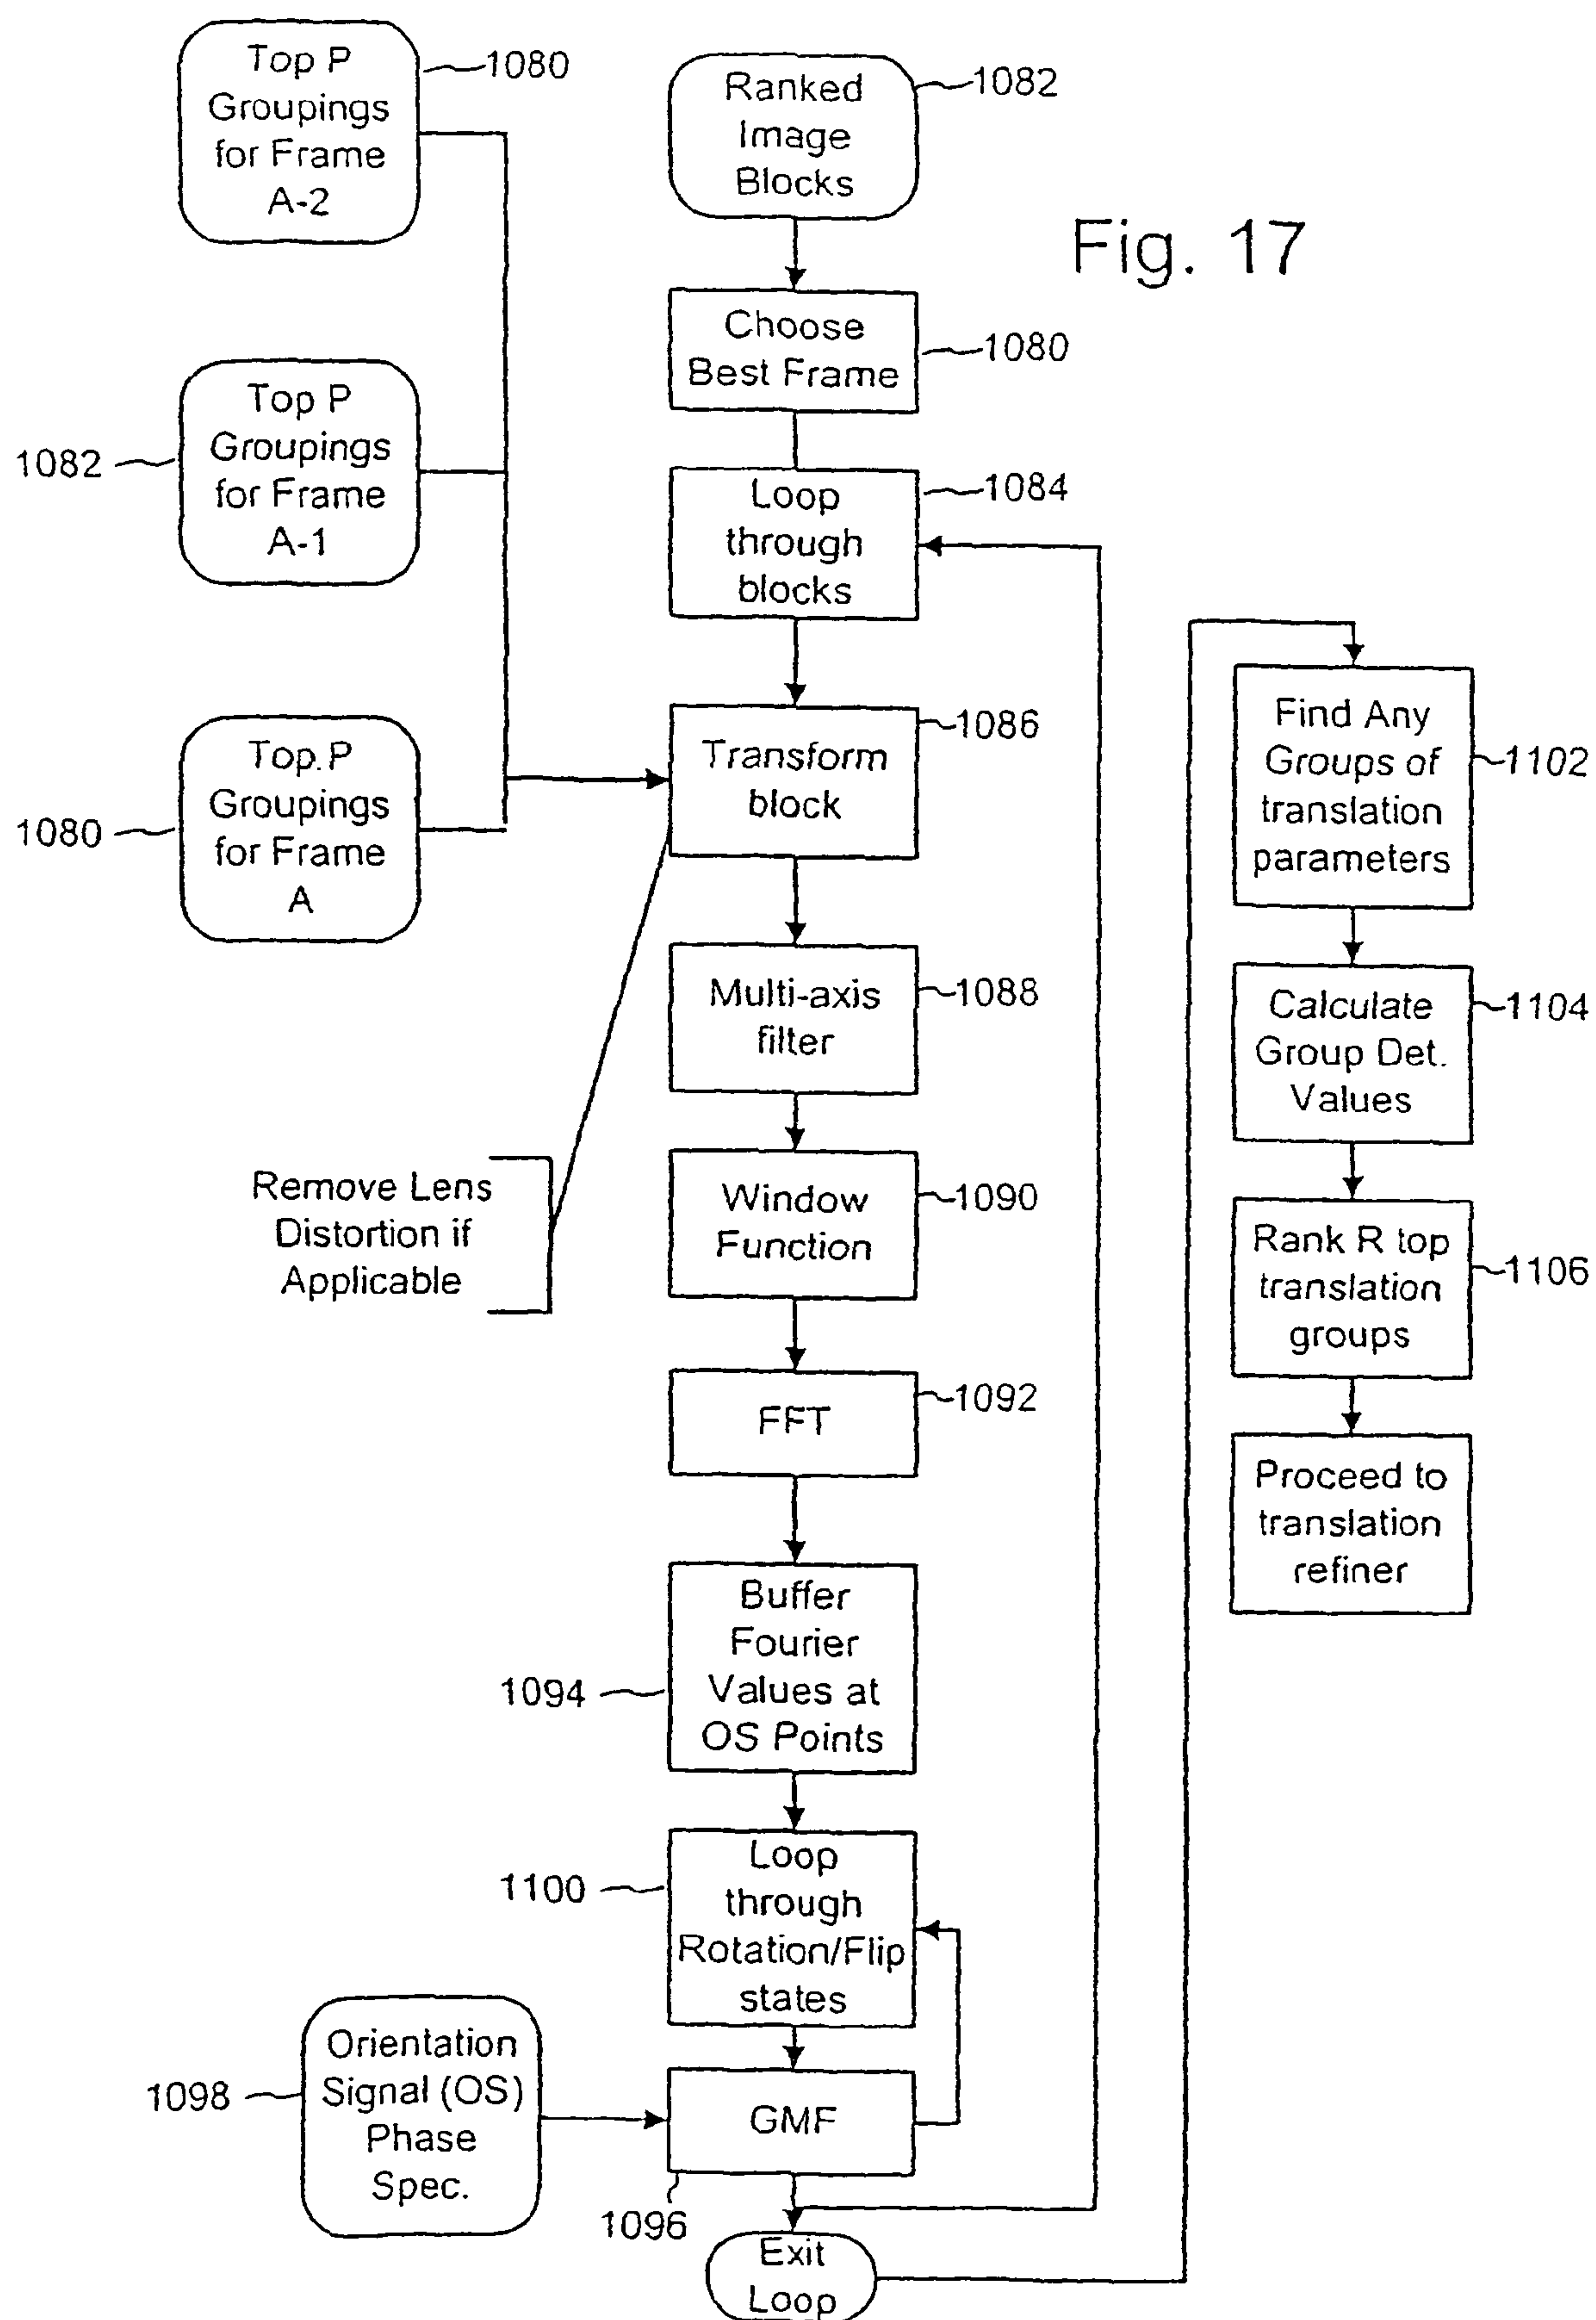 Top P
Groupings
for Frame
A-2
1080
Ranked
Image
Blocks
1082
Fig. 17
Choose
Best Frame
1080
Top P
Groupings
for Frame
A-1
1082
Loop
through
blocks
1084
Top.P
Groupings
for Frame
A
1080
Transform
block
1086
Find Any
Groups of
translation
parameters
1102
Multi-axis
filter
1088
Calculate
Group Det.
Values
1104
Remove Lens
Distortion if
Applicable
Window
Function
1090
Rank R top
translation
groups
1106
FFT
1092
Proceed to
translation
refiner
Buffer
Fourier
Values at
OS Points
1094
Loop
through
Rotation/Flip
states
1100
Orientation
Signal (OS)
Phase
Spec.
1098
GMF
1096
Exit
Loop